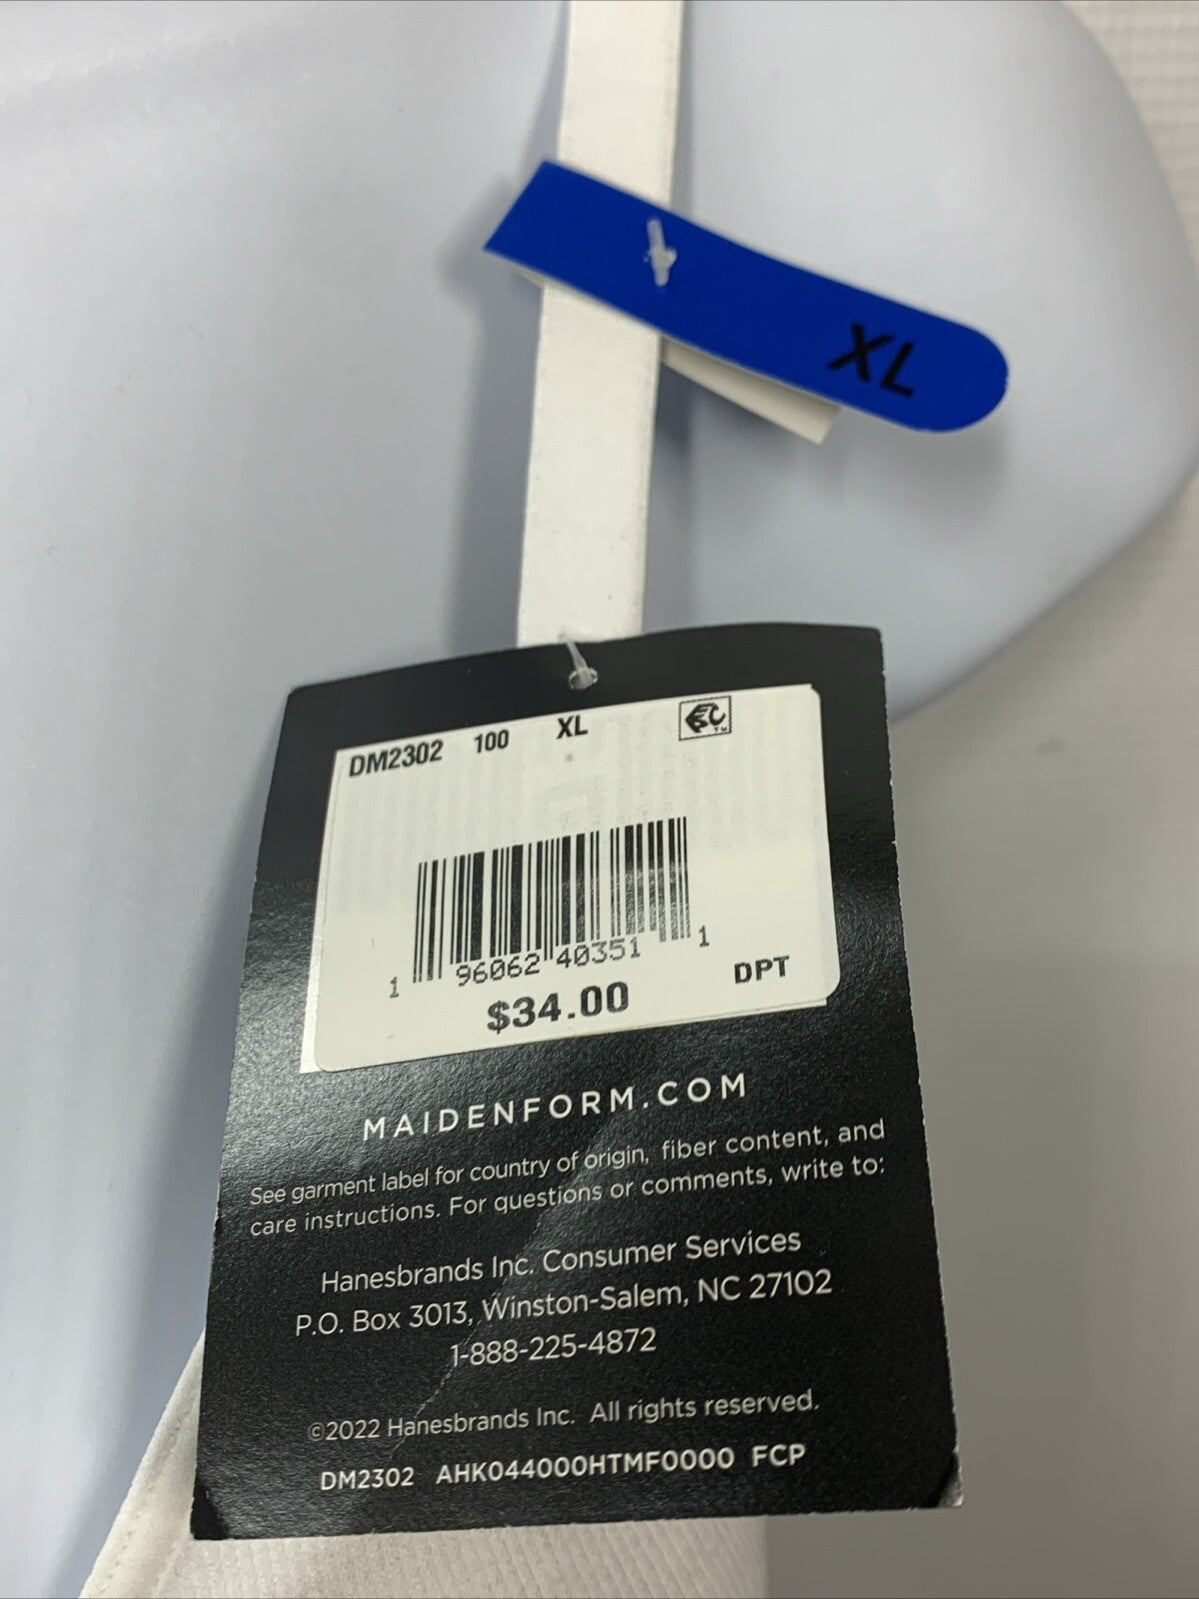 XL
DM2302 100 XL
1 96062 40351 1
DPT
$34.00
MAIDENFORM.COM
See garment label for country of origin, fiber content, and
care instructions. For questions or comments, write to:
Hanesbrands Inc. Consumer Services
P.O. Box 3013, Winston-Salem, NC 27102
1-888-225-4872
©2022 Hanesbrands Inc. All rights reserved.
DM2302 AHK044000HTMF0000 FCP